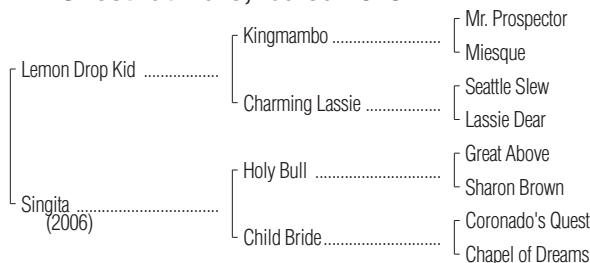 Mr. Prospector
Kingmambo ....................
Miesque
Lemon Drop Kid ..................
Seattle Slew
Charming Lassie ..................
Lassie Dear
Great Above
Holy Bull ..............................
Sharon Brown
Singita ..................................
(2006)
Coronado's Quest
Child Bride............................
Chapel of Dreams